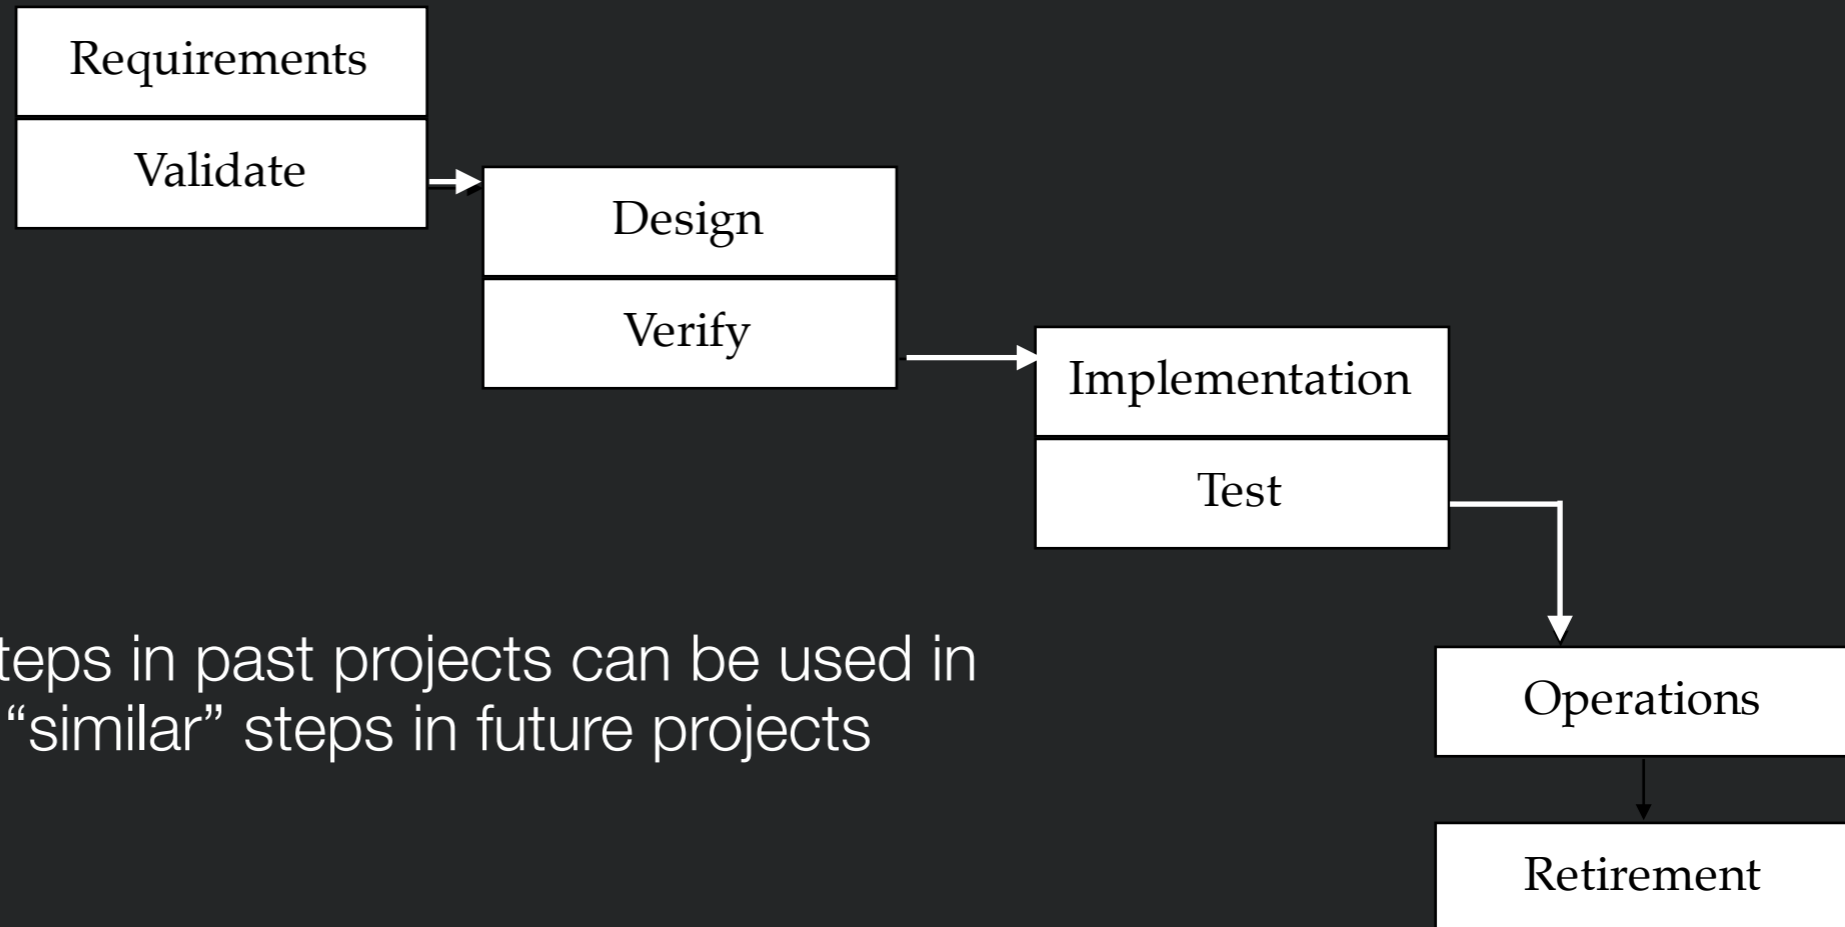 Requirements
Validate
Design
Verify
Implementation
Test
teps in past projects can be used in
“similar” steps in future projects
Operations
Retirement